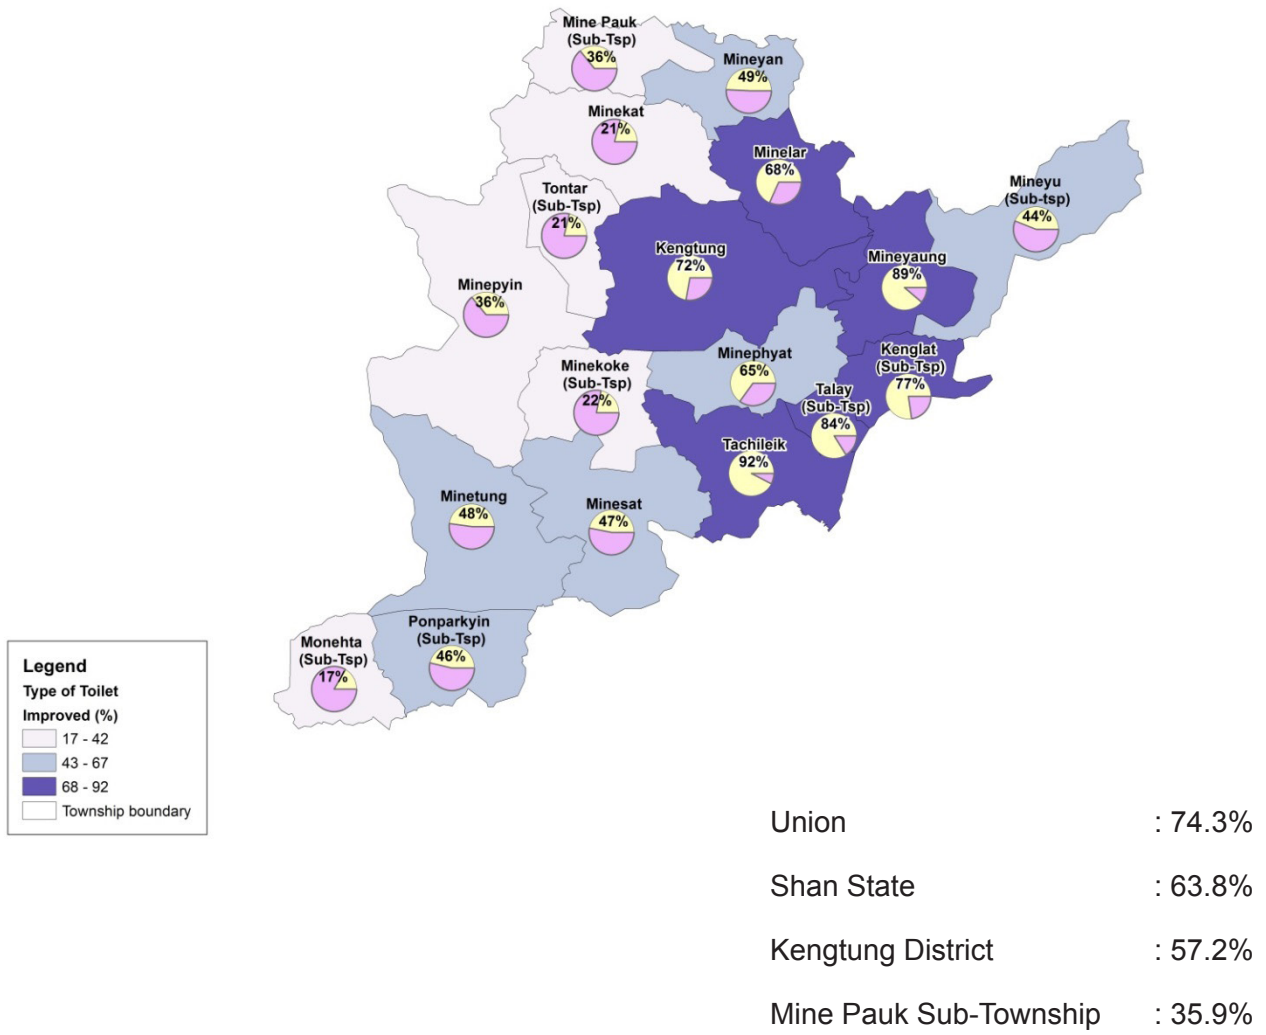 Mine Pauk
(Sub-Tsp)
36%
Mineyan
49%
Minekat
21%
Minelar
68%
Mineyu
(Sub-tsp)
44%
Tontar
(Sub-Tsp)
21%
Kengtung
72%
Mineyaung
89%
Minepyin
36%
Minephyat
65%
Kenglat
(Sub-Tsp)
77%
Minekoke
(Sub-Tsp)
22%
Talay
(Sub-Tsp)
84%
Tachileik
92%
Minetung
48%
Minesat
47%
Ponparkyin
(Sub-Tsp)
46%
Monehta
(Sub-Tsp)
17%
Legend
Type of Toilet
Improved (%)
17 - 42
43 - 67
68 - 92
Township boundary
Union : 74.3%
Shan State : 63.8%
Kengtung District : 57.2%
Mine Pauk Sub-Township : 35.9%